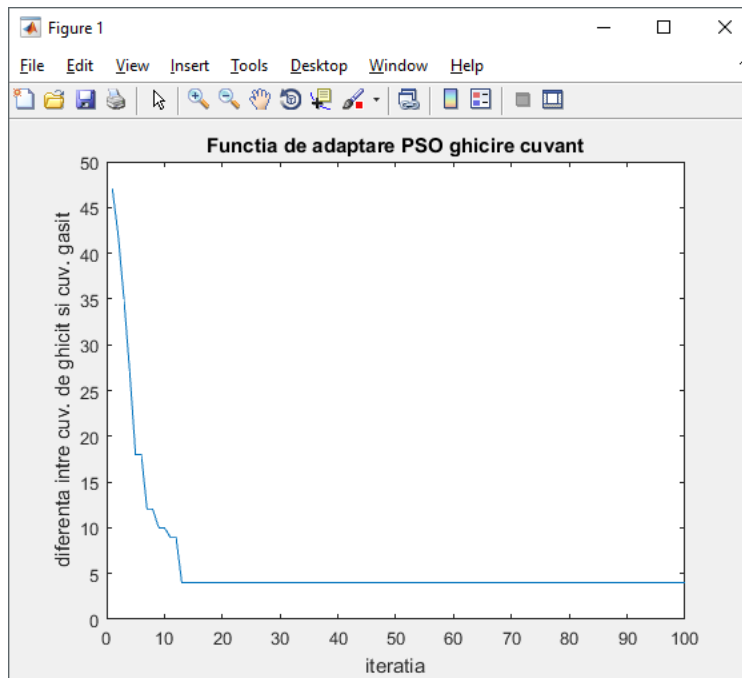 Figure 1
File Edit View Insert Tools Desktop Window Help
Functia de adaptare PSO ghicire cuvant
diferenta intre cuv. de ghicit si cuv. gasit
50
45
40
35
30
25
20
15
10
5
0
0 10 20 30 40 50 60 70 80 90 100
iteratia